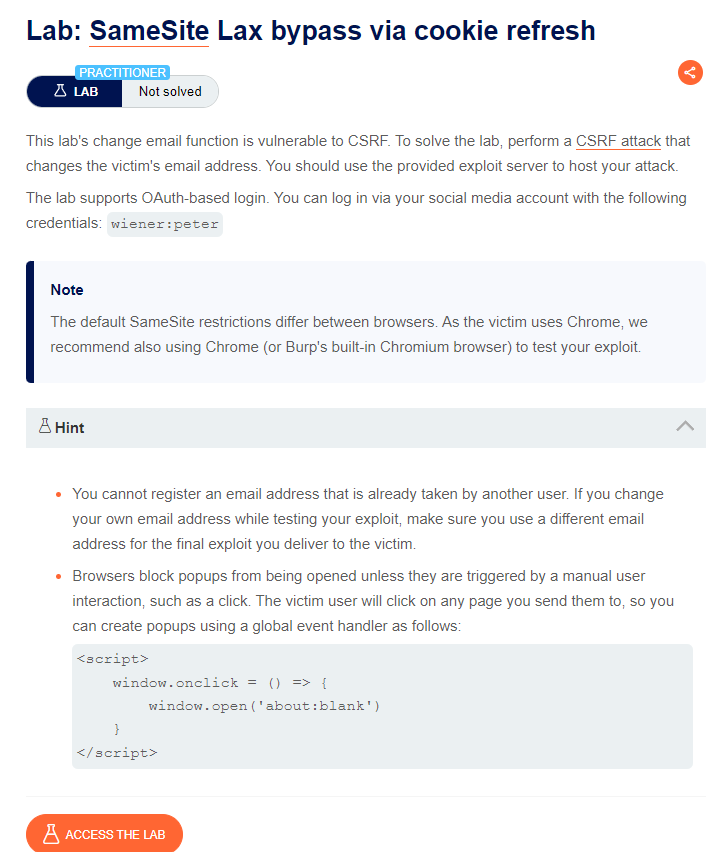 Lab: SameSite Lax bypass via cookie refresh
PRACTITIONER
LAB
Not solved
This lab's change email function is vulnerable to CSRF. To solve the lab, perform a CSRF attack that
changes the victim's email address. You should use the provided exploit server to host your attack.
The lab supports OAuth-based login. You can log in via your social media account with the following
credentials: wiener:peter
Note
The default SameSite restrictions differ between browsers. As the victim uses Chrome, we
recommend also using Chrome (or Burp's built-in Chromium browser) to test your exploit.
Hint
• You cannot register an email address that is already taken by another user. If you change
your own email address while testing your exploit, make sure you use a different email
address for the final exploit you deliver to the victim.
• Browsers block popups from being opened unless they are triggered by a manual user
interaction, such as a click. The victim user will click on any page you send them to, so you
can create popups using a global event handler as follows:
<script>
    window.onclick = () => {
        window.open('about:blank')
    }
</script>
ACCESS THE LAB